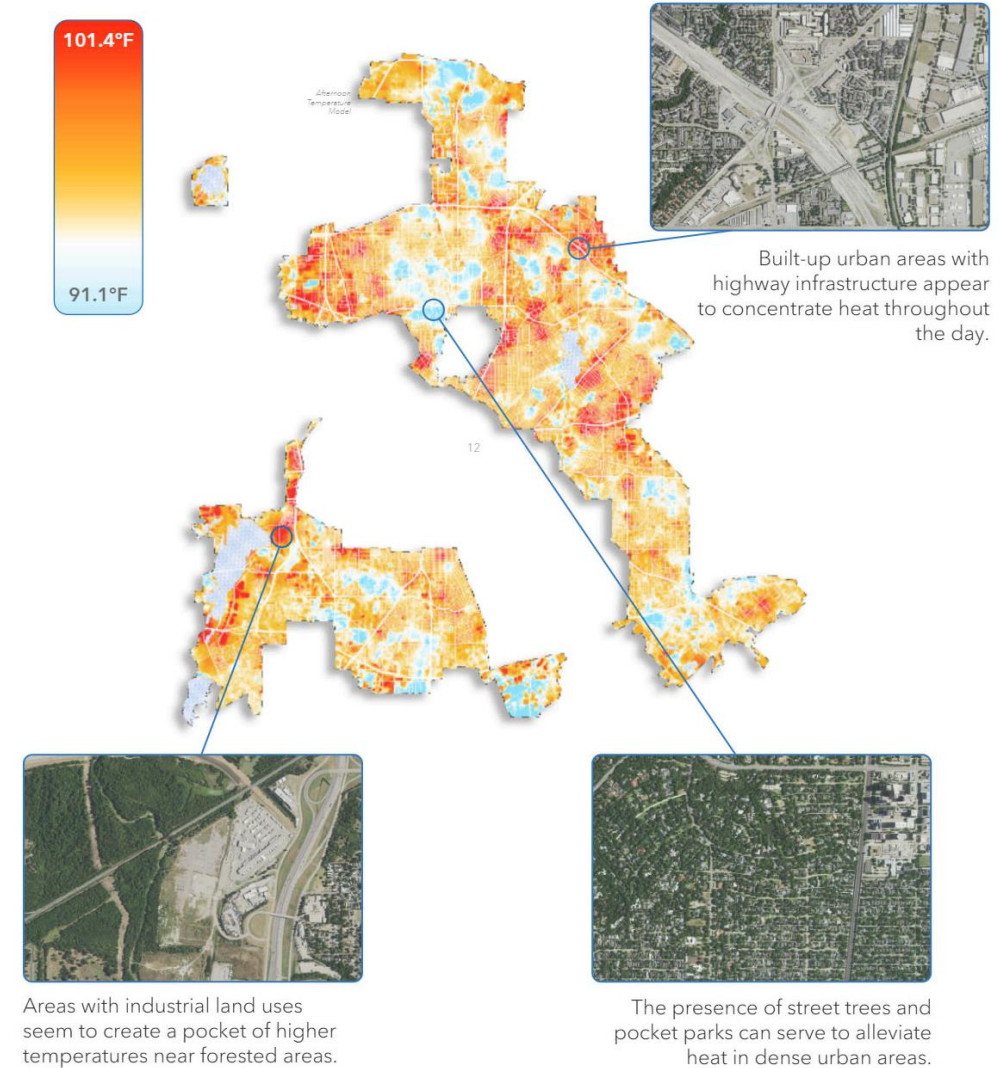 101.4°F
91.1°F
Afternoon
Temperature
Model
Built-up urban areas with
highway infrastructure appear
to concentrate heat throughout
the day.
12
Areas with industrial land uses
seem to create a pocket of higher
temperatures near forested areas.
The presence of street trees and
pocket parks can serve to alleviate
heat in dense urban areas.